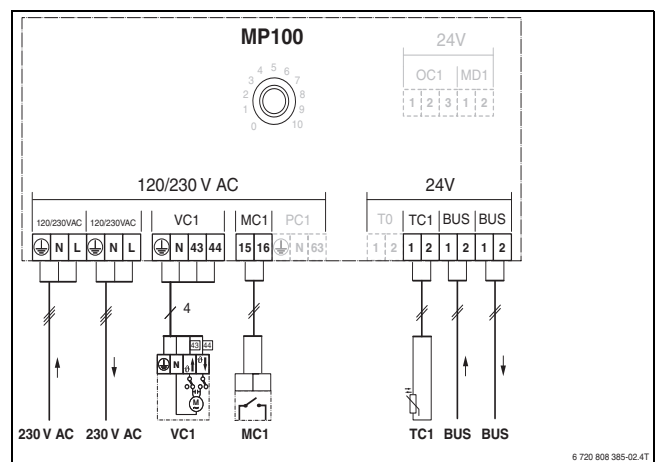 MP100
24V
OC1 MD1
1 2 3 1 2
0 1 2 3 4 5 6 7 8 9 10
120/230 V AC
24V
120/230VAC 120/230VAC VC1 MC1 PC1 T0 TC1 BUS BUS
N L N L N 43 44 15 16 N 63 1 2 1 2 1 2 1 2
4
43 44
N ϑ ϑ
M
230 V AC 230 V AC VC1 MC1 TC1 BUS BUS
6 720 808 385-02.4T